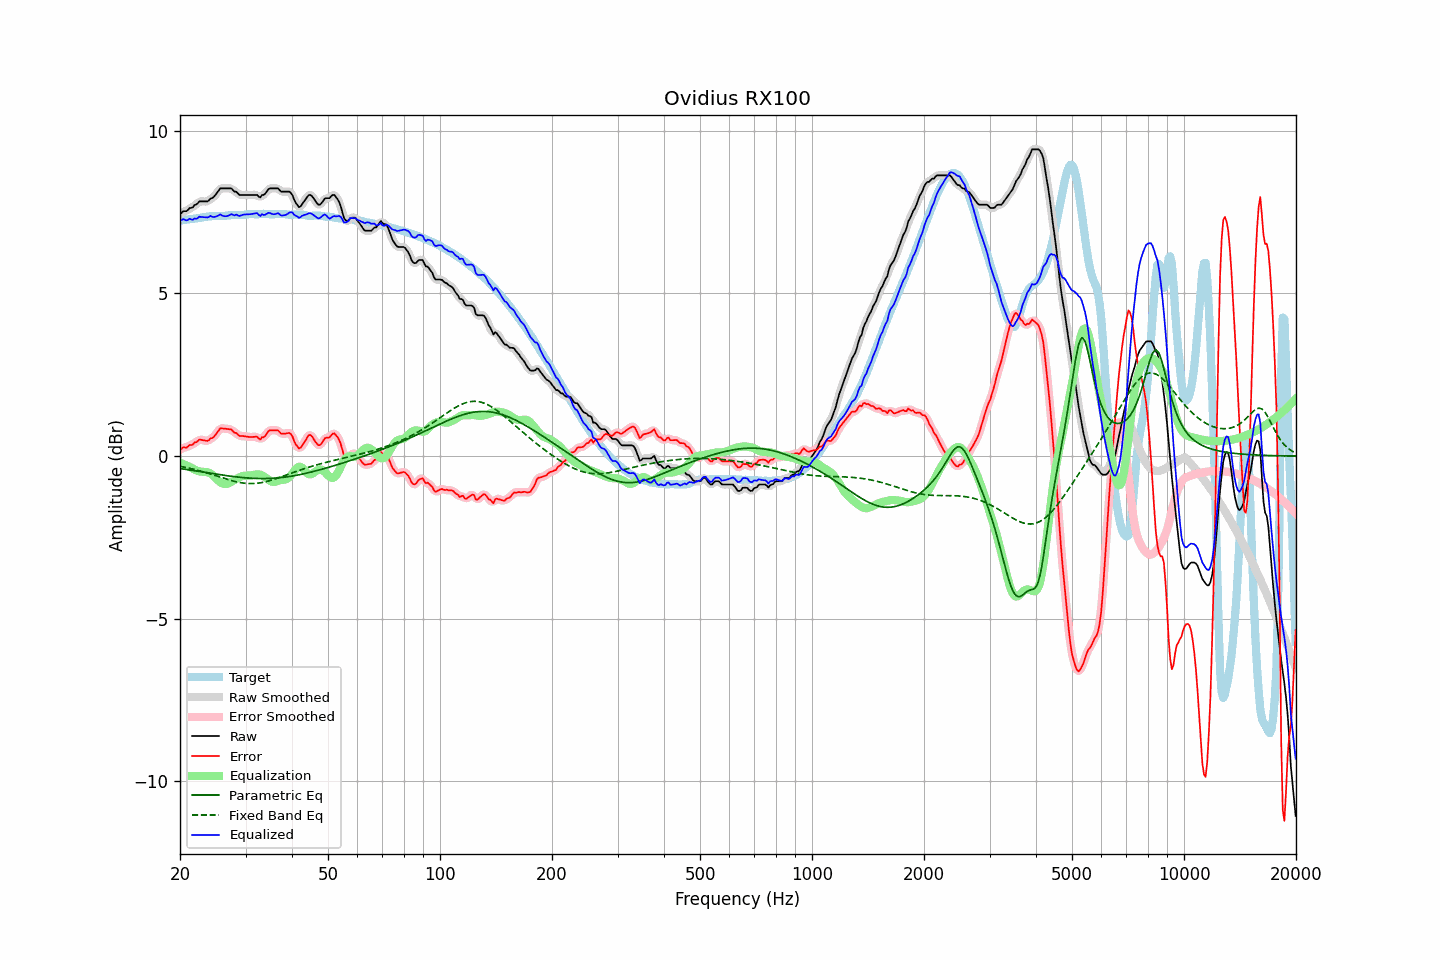 Ovidius RX100
Amplitude (dBr)
10
5
0
−5
−10
Target
Raw Smoothed
Error Smoothed
Raw
Error
Equalization
Parametric Eq
Fixed Band Eq
Equalized
20 50 100 200 500 1000 2000 5000 10000 20000
Frequency (Hz)